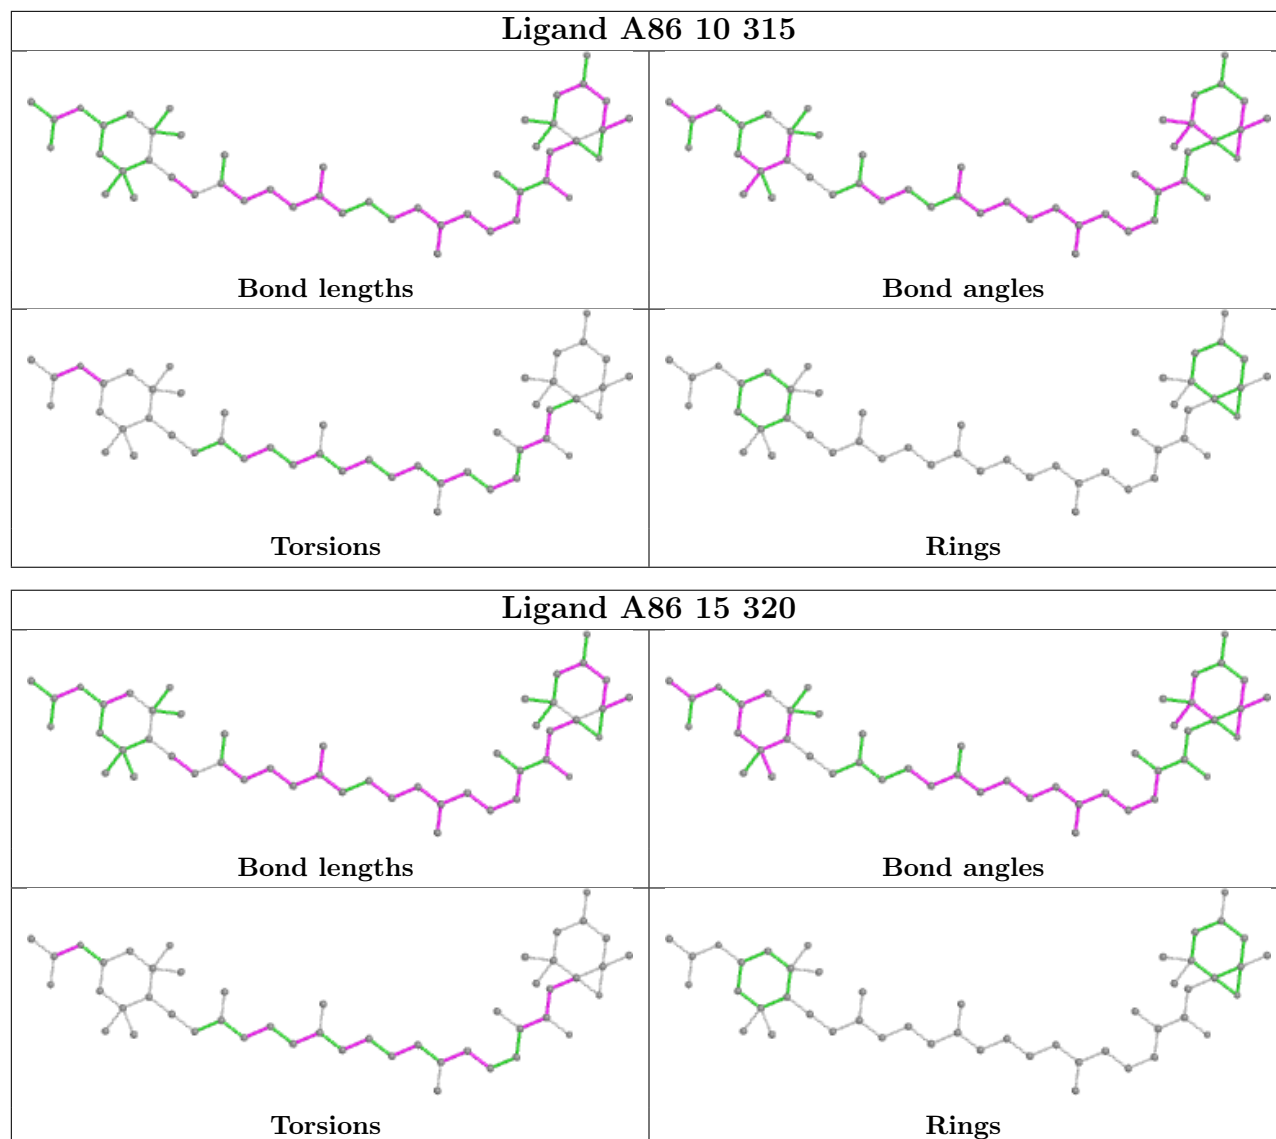 Ligand A86 10 315
Bond lengths
Bond angles
Torsions
Rings
Ligand A86 15 320
Bond lengths
Bond angles
Torsions
Rings